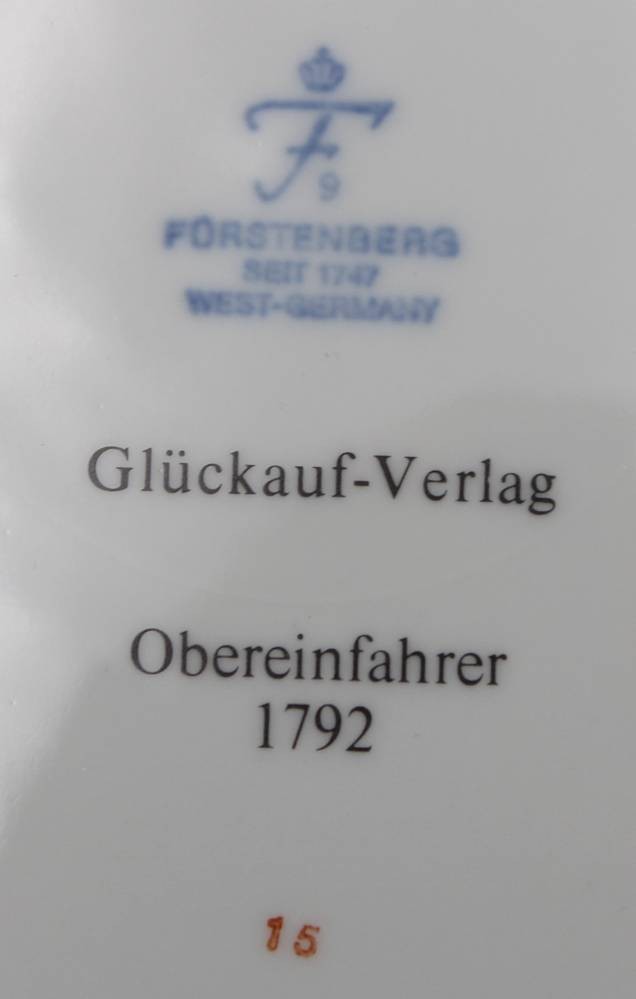 F
9
FÜRSTENBERG
SEIT 1747
WEST-GERMANY
Glückauf-Verlag
Obereinfahrer
1792
15